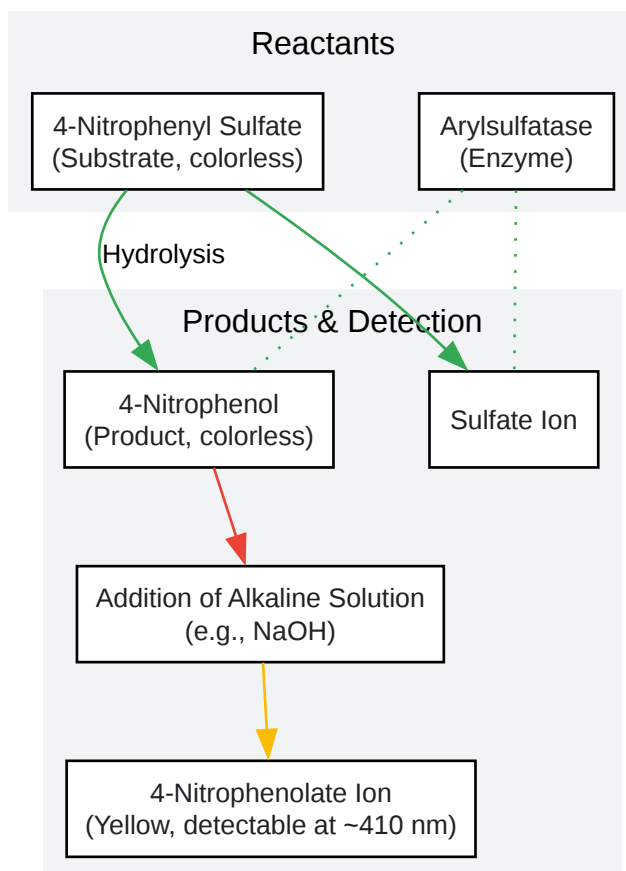 Reactants
4-Nitrophenyl Sulfate
(Substrate, colorless)
Arylsulfatase
(Enzyme)
Hydrolysis
Products & Detection
4-Nitrophenol
(Product, colorless)
Sulfate Ion
Addition of Alkaline Solution
(e.g., NaOH)
4-Nitrophenolate Ion
(Yellow, detectable at ~410 nm)